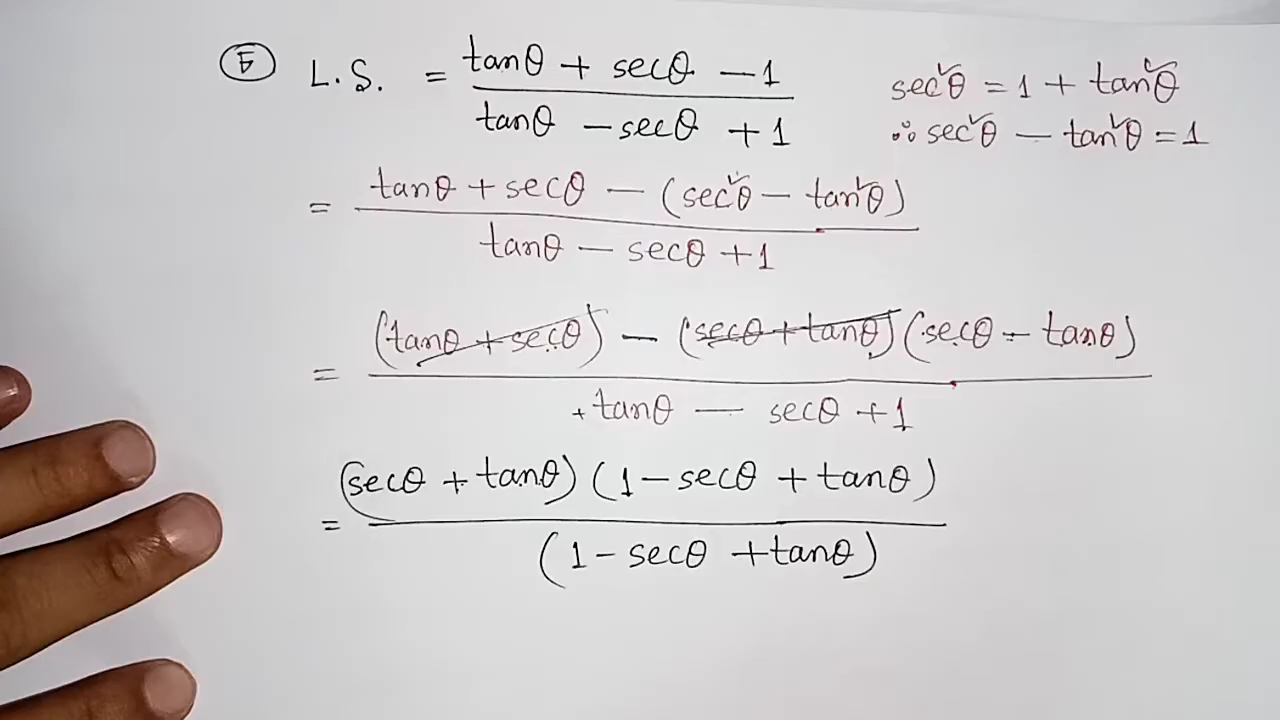 (চ) L.S. = (tanθ + secθ - 1) / (tanθ - secθ + 1)
sec²θ = 1 + tan²θ
∴ sec²θ - tan²θ = 1
= (tanθ + secθ - (sec²θ - tan²θ)) / (tanθ - secθ + 1)
= ((tanθ + secθ) - (secθ + tanθ)(secθ - tanθ)) / (tanθ - secθ + 1)
= ((secθ + tanθ)(1 - secθ + tanθ)) / (1 - secθ + tanθ)